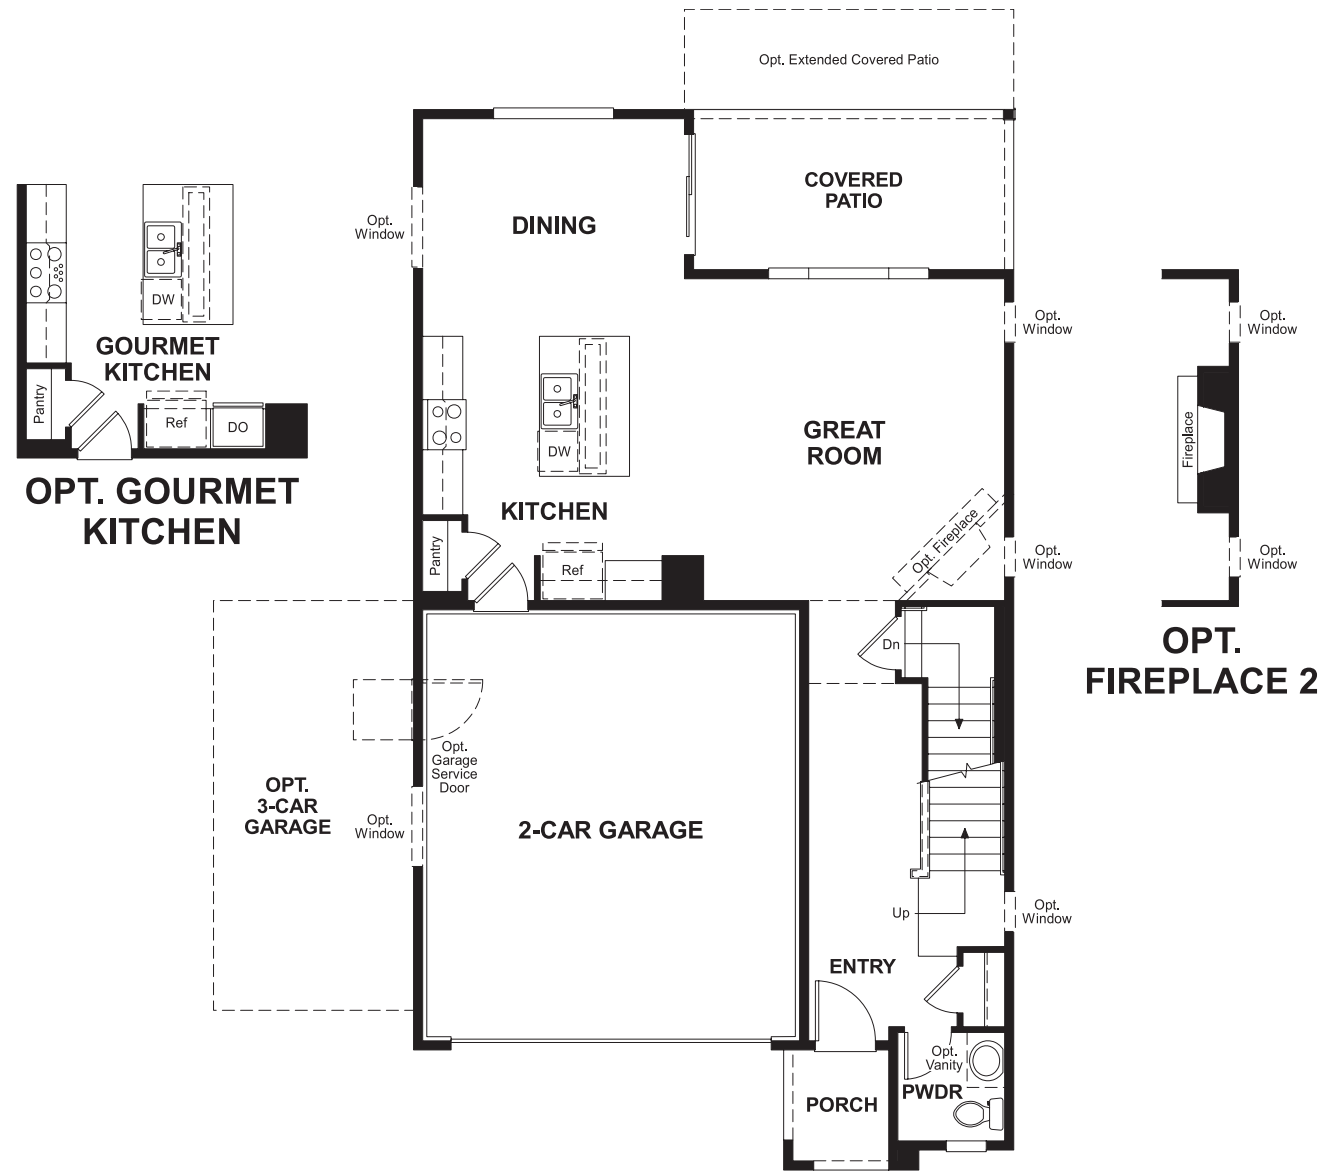 Opt. Extended Covered Patio
COVERED
PATIO
DINING
Opt.
Window
DW
GOURMET
KITCHEN
Pantry
Ref
DO
OPT. GOURMET
KITCHEN
Opt.
Window
Opt.
Window
GREAT
ROOM
DW
KITCHEN
Pantry
Ref
Opt. Fireplace
Opt.
Window
Fireplace
Opt.
Window
OPT.
FIREPLACE 2
Dn
Opt.
Garage
Service
Door
OPT.
3-CAR
GARAGE
Opt.
Window
2-CAR GARAGE
Up
Opt.
Window
ENTRY
Opt.
Vanity
PWDR
PORCH